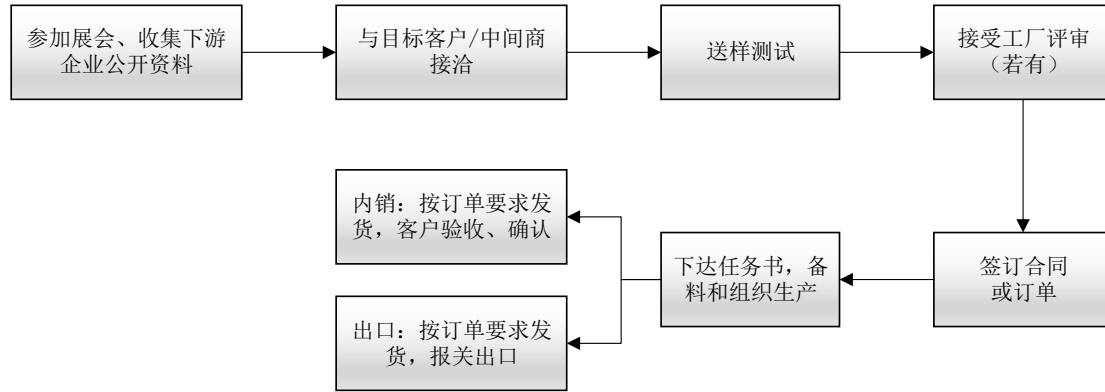 参加展会、收集下游
企业公开资料
与目标客户/中间商
接洽
送样测试
接受工厂评审
（若有）
签订合同
或订单
下达任务书，备
料和组织生产
内销：按订单要求发
货，客户验收、确认
出口：按订单要求发
货，报关出口